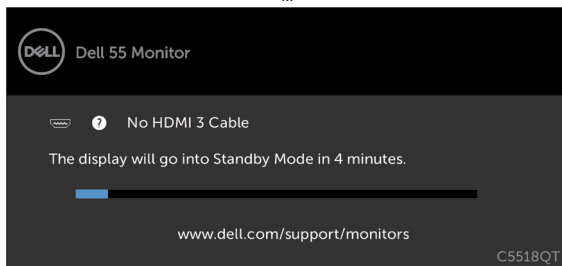 ...
DELL
Dell 55 Monitor
? No HDMI 3 Cable
The display will go into Standby Mode in 4 minutes.
www.dell.com/support/monitors
C5518QT